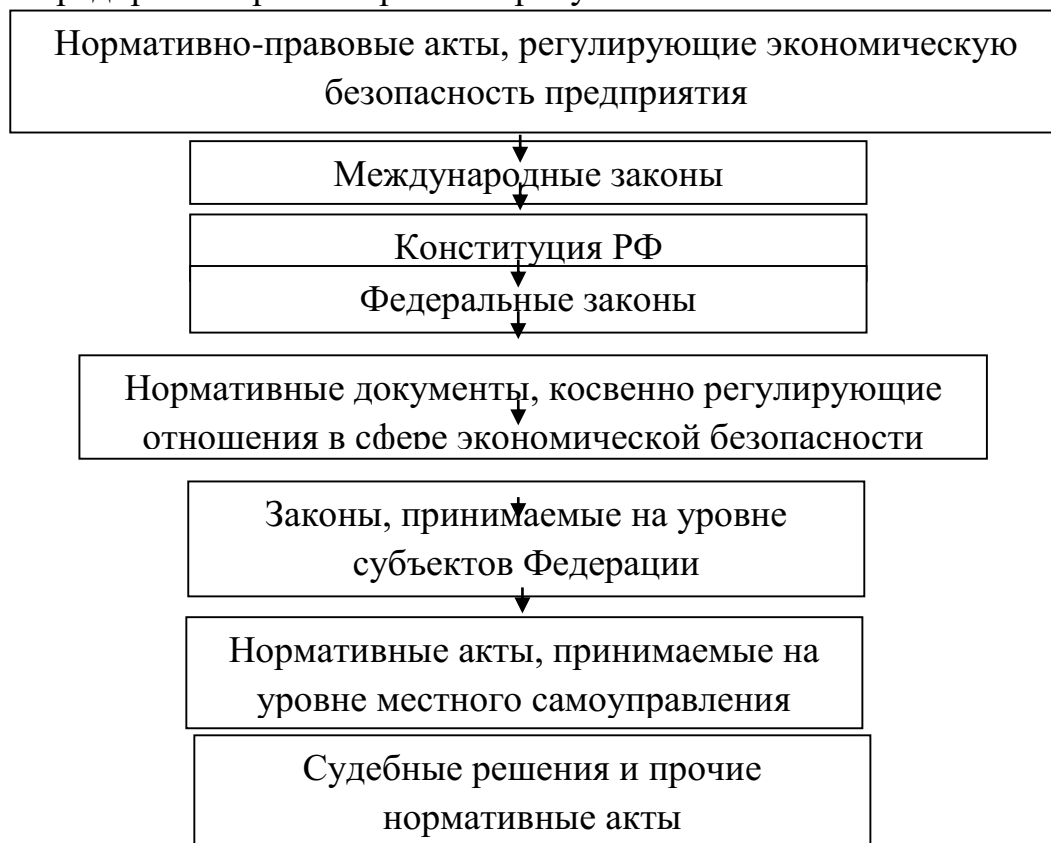 Нормативно-правовые акты, регулирующие экономическую
безопасность предприятия
Международные законы
Конституция РФ
Федеральные законы
Нормативные документы, косвенно регулирующие
отношения в сфере экономической безопасности
Законы, принимаемые на уровне
субъектов Федерации
Нормативные акты, принимаемые на
уровне местного самоуправления
Судебные решения и прочие
нормативные акты